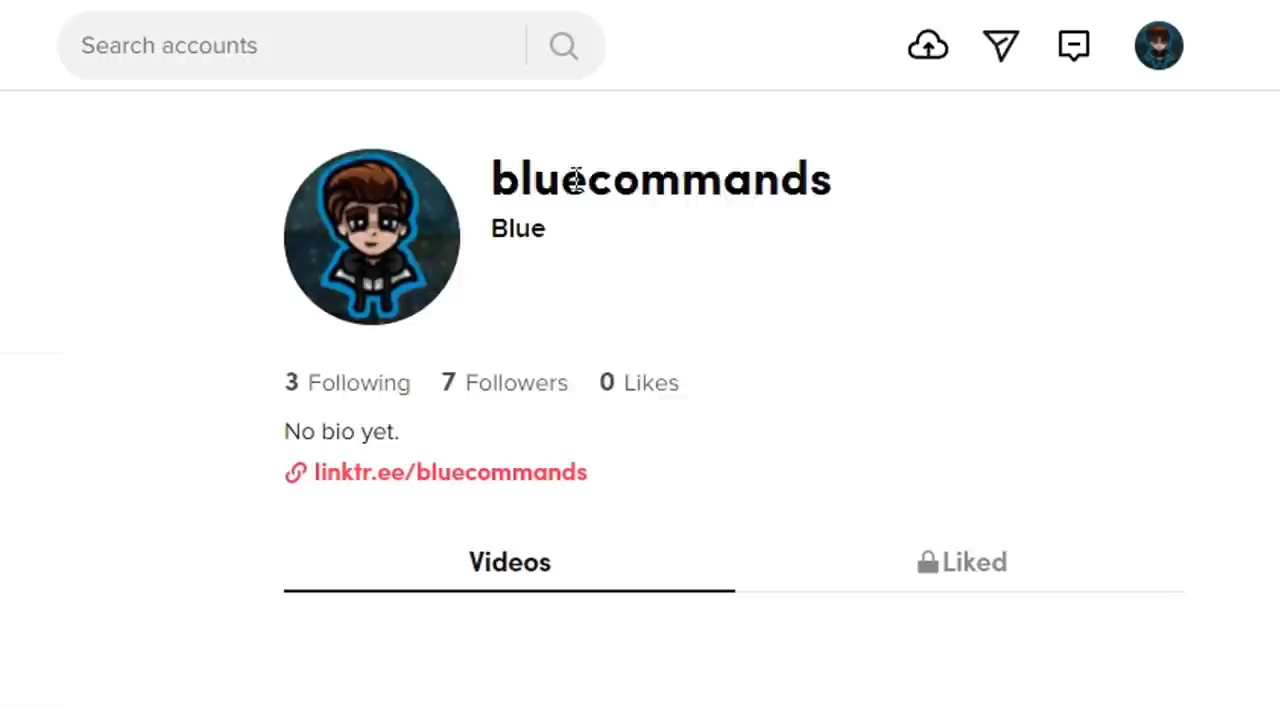 Search accounts
bluecommands
Blue
3 Following 7 Followers 0 Likes
No bio yet.
linktr.ee/bluecommands
Videos Liked